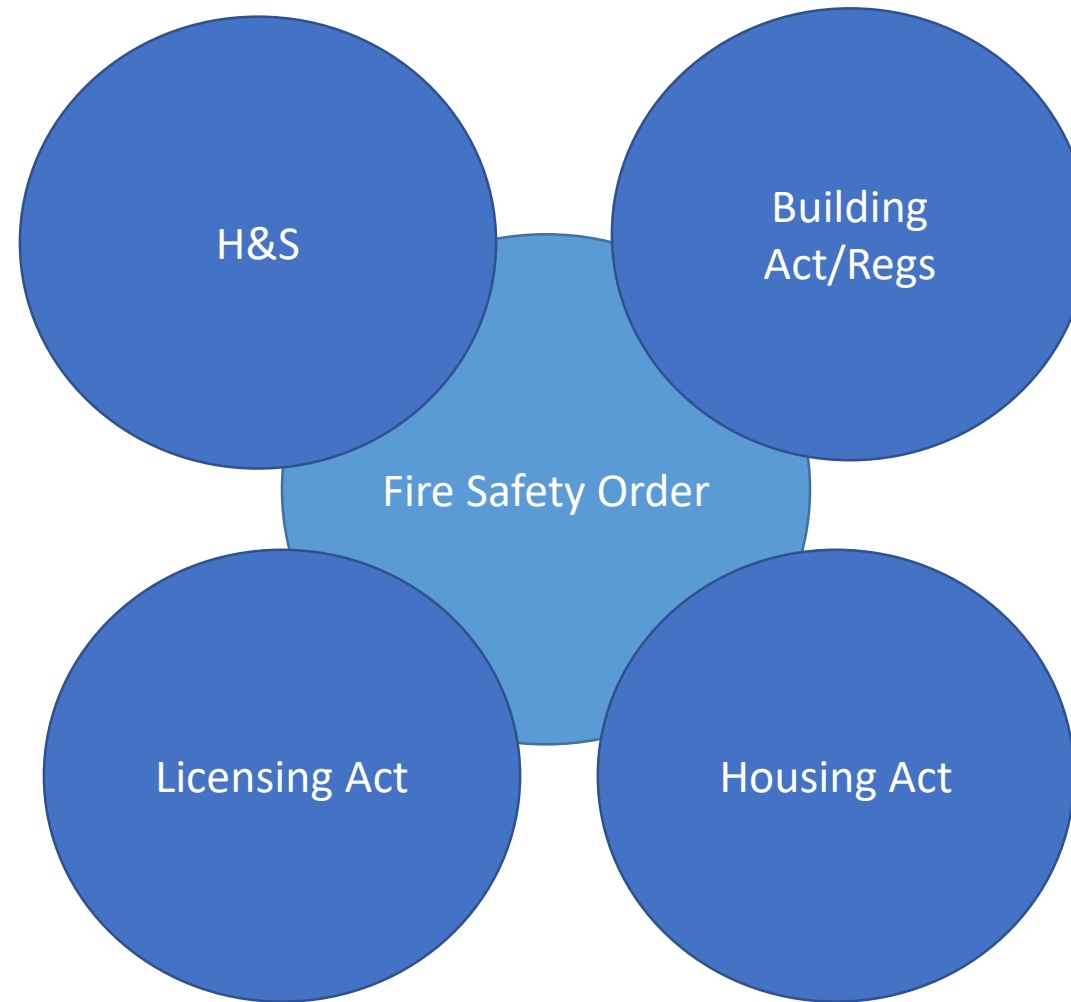 H&S
Building
Act/Regs
Fire Safety Order
Licensing Act
Housing Act